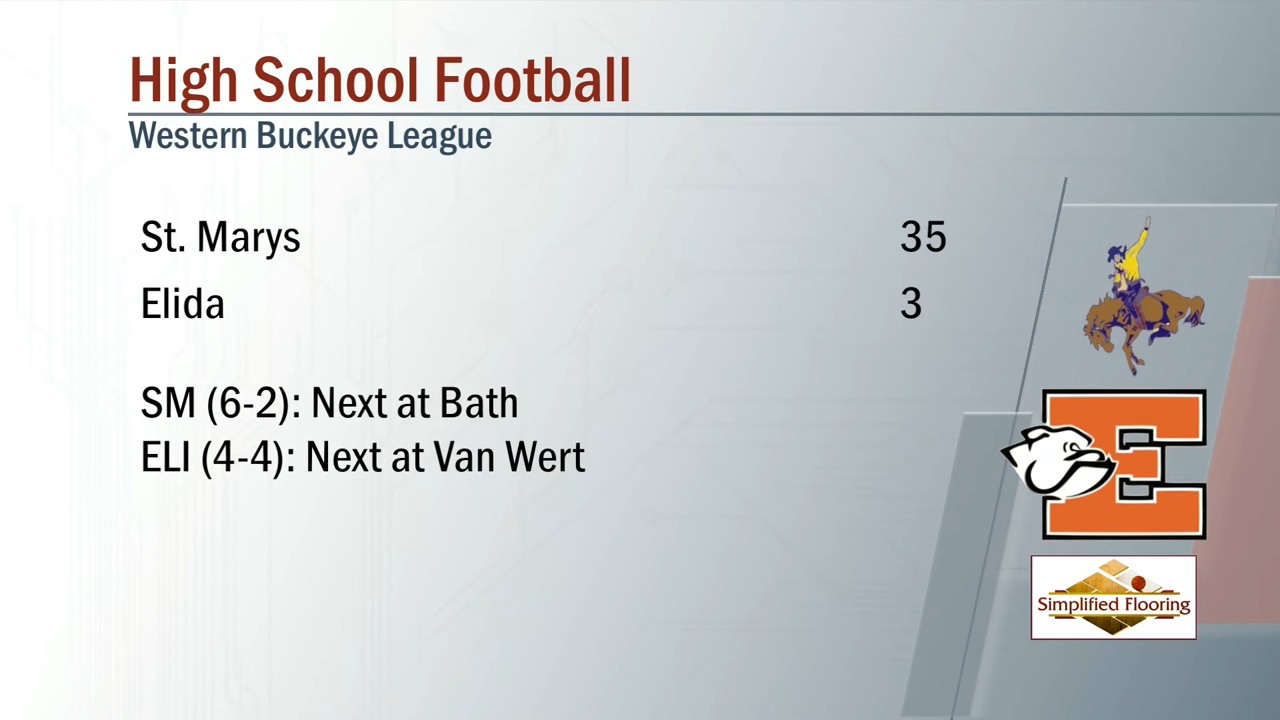 High School Football
Western Buckeye League
St. Marys 35
Elida 3
SM (6-2): Next at Bath
ELI (4-4): Next at Van Wert
E
Simplified Flooring